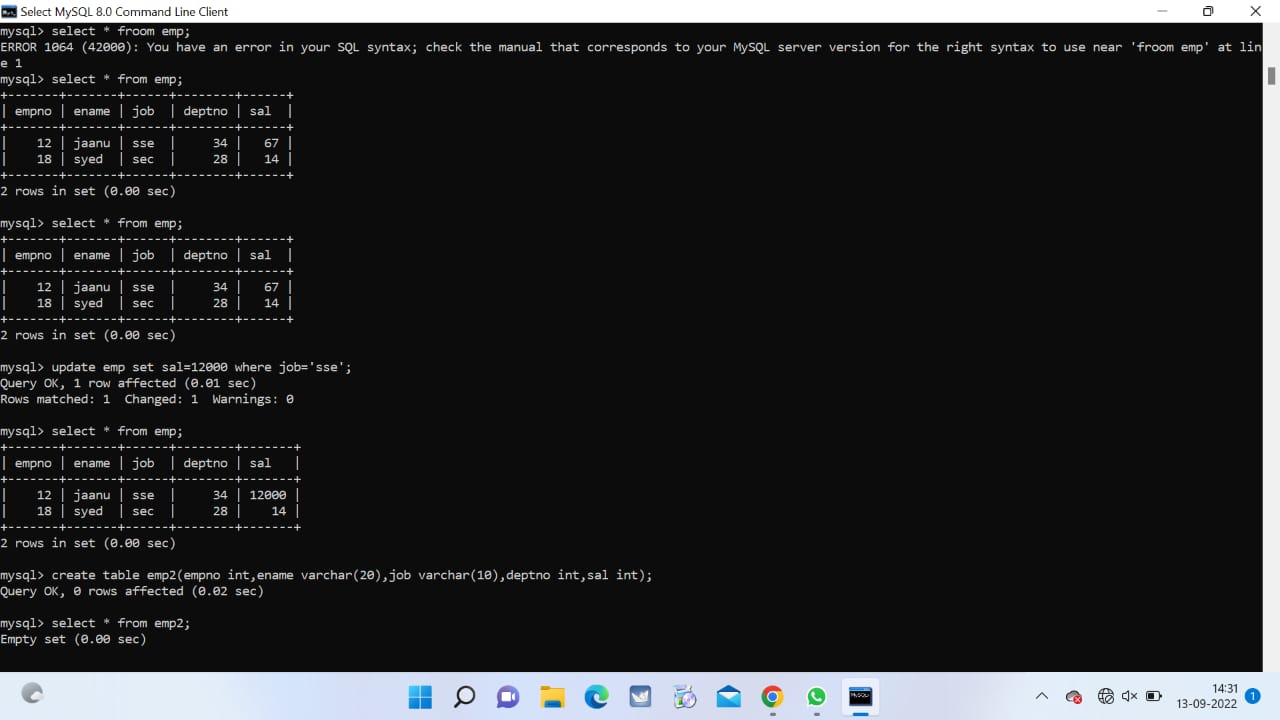 Select MySQL 8.0 Command Line Client
mysql> select * froom emp;
ERROR 1064 (42000): You have an error in your SQL syntax; check the manual that corresponds to your MySQL server version for the right syntax to use near 'froom emp' at lin
e 1
mysql> select * from emp;
+-------+-------+------+--------+------+
| empno | ename | job  | deptno | sal  |
+-------+-------+------+--------+------+
|    12 | jaanu | sse  |     34 |   67 |
|    18 | syed  | sec  |     28 |   14 |
+-------+-------+------+--------+------+
2 rows in set (0.00 sec)
mysql> select * from emp;
+-------+-------+------+--------+------+
| empno | ename | job  | deptno | sal  |
+-------+-------+------+--------+------+
|    12 | jaanu | sse  |     34 |   67 |
|    18 | syed  | sec  |     28 |   14 |
+-------+-------+------+--------+------+
2 rows in set (0.00 sec)
mysql> update emp set sal=12000 where job='sse';
Query OK, 1 row affected (0.01 sec)
Rows matched: 1  Changed: 1  Warnings: 0
mysql> select * from emp;
+-------+-------+------+--------+-------+
| empno | ename | job  | deptno | sal   |
+-------+-------+------+--------+-------+
|    12 | jaanu | sse  |     34 | 12000 |
|    18 | syed  | sec  |     28 |    14 |
+-------+-------+------+--------+-------+
2 rows in set (0.00 sec)
mysql> create table emp2(empno int,ename varchar(20),job varchar(10),deptno int,sal int);
Query OK, 0 rows affected (0.02 sec)
mysql> select * from emp2;
Empty set (0.00 sec)
MySQL
14:31
13-09-2022
1